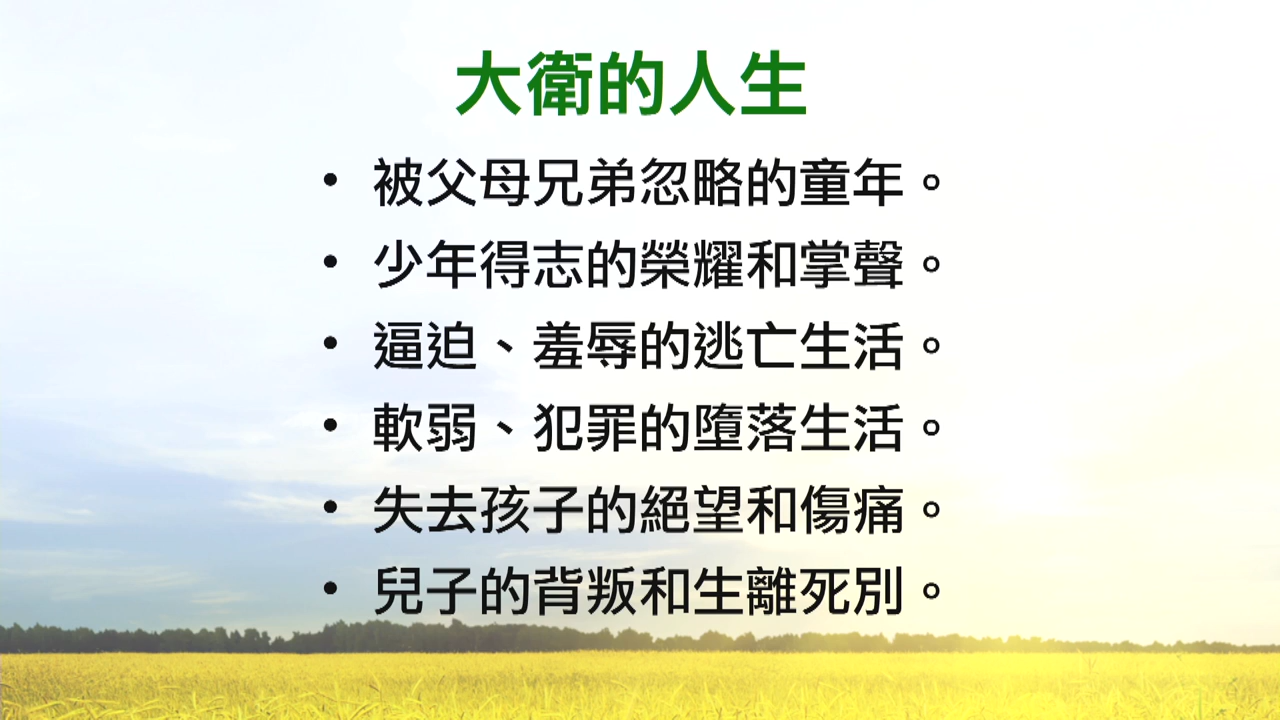 大衛的人生
• 被父母兄弟忽略的童年。
• 少年得志的榮耀和掌聲。
• 逼迫、羞辱的逃亡生活。
• 軟弱、犯罪的墮落生活。
• 失去孩子的絕望和傷痛。
• 兒子的背叛和生離死別。